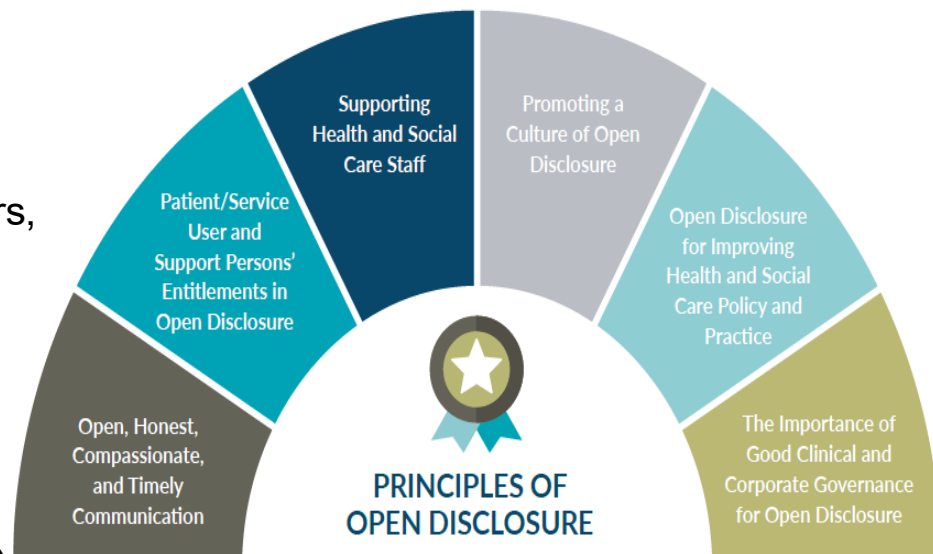 rs,
Open, Honest,
Compassionate,
and Timely
Communication
Patient/Service
User and
Support Persons'
Entitlements in
Open Disclosure
Supporting
Health and Social
Care Staff
Promoting a
Culture of Open
Disclosure
Open Disclosure
for Improving
Health and Social
Care Policy and
Practice
The Importance of
Good Clinical and
Corporate Governance
for Open Disclosure
PRINCIPLES OF
OPEN DISCLOSURE